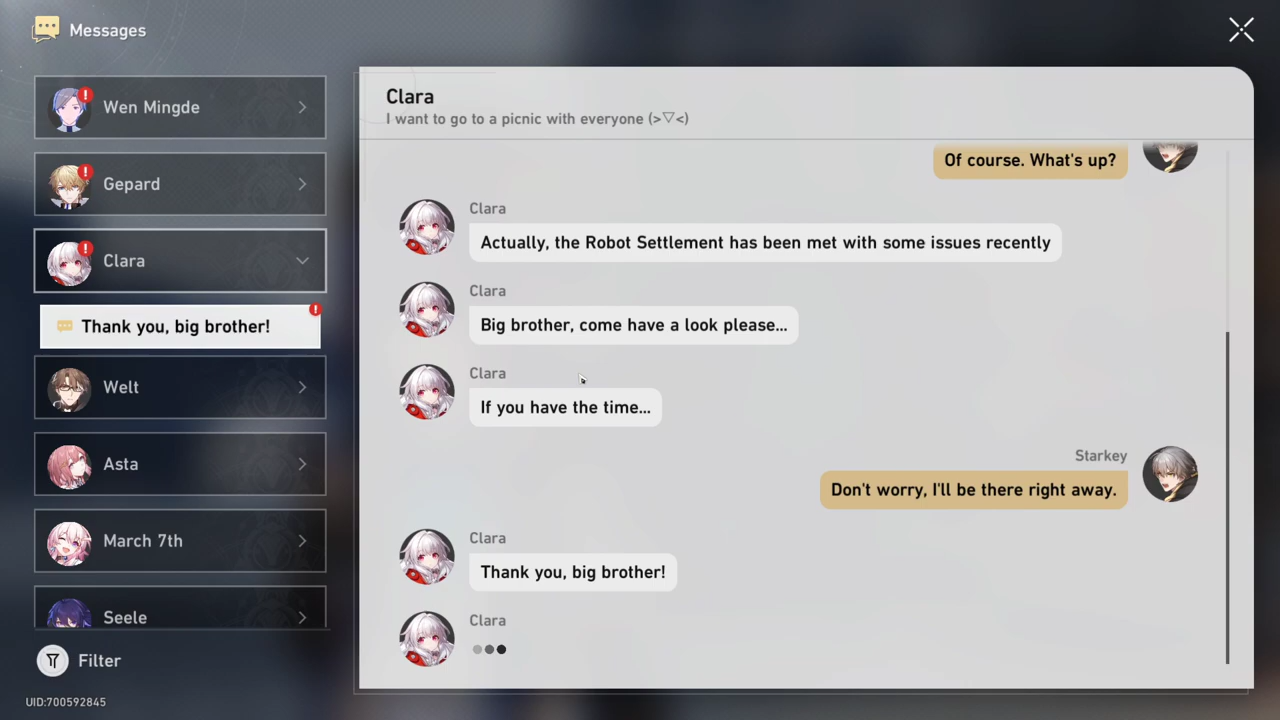 Messages
Wen Mingde
Gepard
Clara
Thank you, big brother!
Welt
Asta
March 7th
Seele
Filter
UID:700592845
Clara
I want to go to a picnic with everyone (>▽<)
Of course. What's up?
Clara
Actually, the Robot Settlement has been met with some issues recently
Clara
Big brother, come have a look please...
Clara
If you have the time...
Starkey
Don't worry, I'll be there right away.
Clara
Thank you, big brother!
Clara